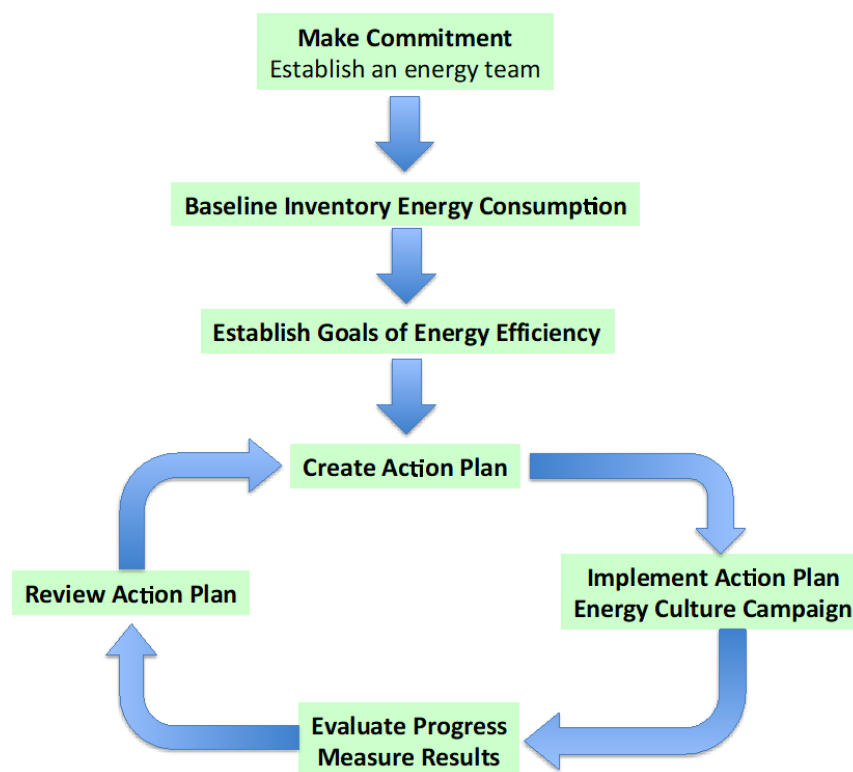 Make Commitment
Establish an energy team
Baseline Inventory Energy Consumption
Establish Goals of Energy Efficiency
Create Action Plan
Implement Action Plan
Energy Culture Campaign
Evaluate Progress
Measure Results
Review Action Plan